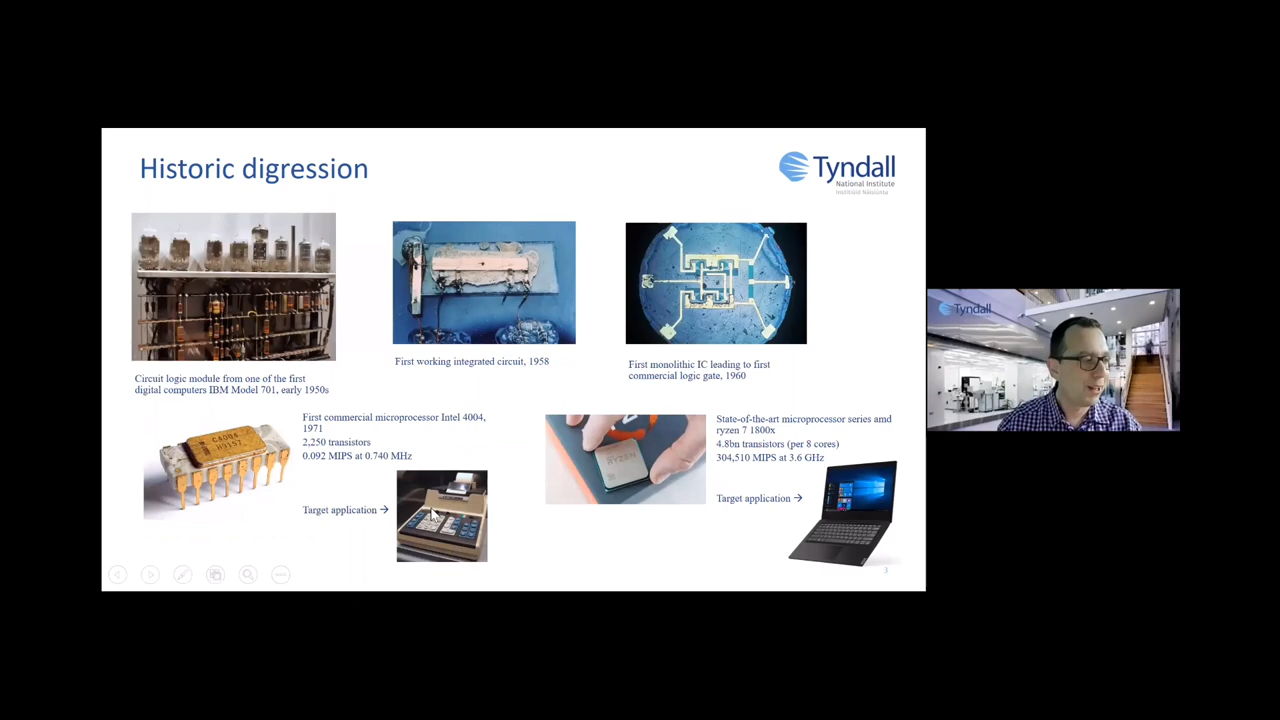 Historic digression
Tyndall
National Institute
Institiúid Náisiúnta
Circuit logic module from one of the first
digital computers IBM Model 701, early 1950s
First working integrated circuit, 1958
First monolithic IC leading to first
commercial logic gate, 1960
C4004
First commercial microprocessor Intel 4004,
1971
2,250 transistors
0.092 MIPS at 0.740 MHz
Target application →
RYZEN
State-of-the-art microprocessor series amd
ryzen 7 1800x
4.8bn transistors (per 8 cores)
304,510 MIPS at 3.6 GHz
Target application →
3
Tyndall